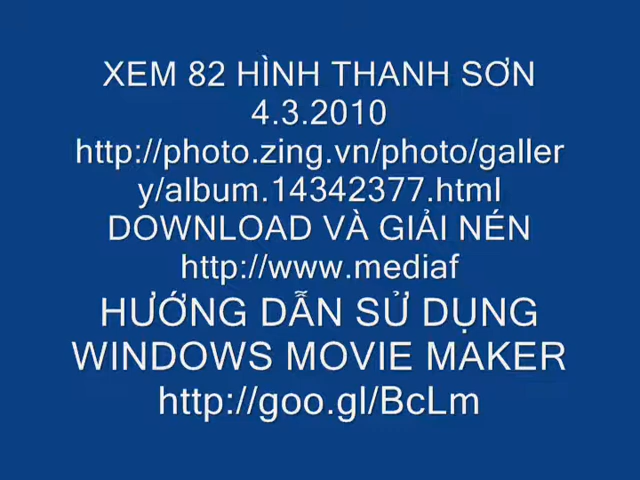 XEM 82 HÌNH THANH SƠN
4.3.2010
http://photo.zing.vn/photo/galler
y/album.14342377.html
DOWNLOAD VÀ GIẢI NÉN
http://www.mediaf
HƯỚNG DẪN SỬ DỤNG
WINDOWS MOVIE MAKER
http://goo.gl/BcLm